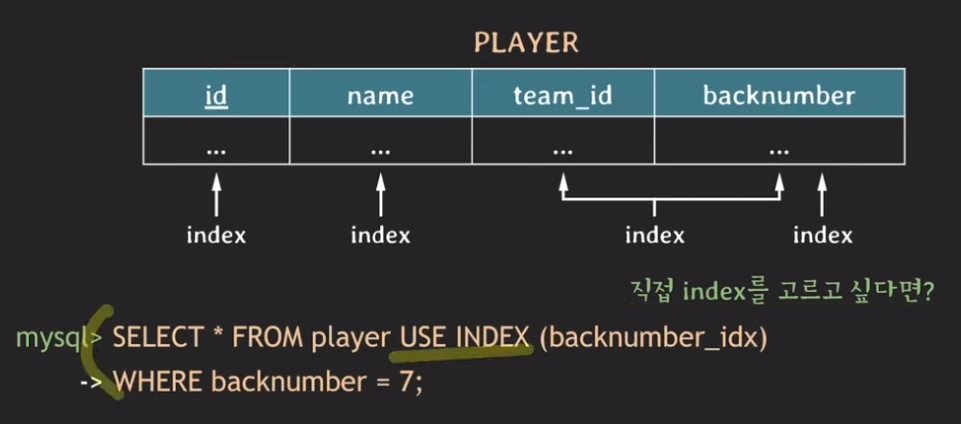 PLAYER
id name team_id backnumber
... ... ... ...
index index index index
직접 index를 고르고 싶다면?
mysql> SELECT * FROM player USE INDEX (backnumber_idx)
-> WHERE backnumber = 7;